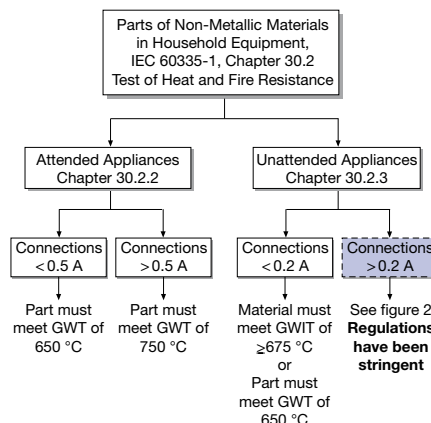 Parts of Non-Metallic Materials
in Household Equipment,
IEC 60335-1, Chapter 30.2
Test of Heat and Fire Resistance
Attended Appliances
Chapter 30.2.2
Unattended Appliances
Chapter 30.2.3
Connections
<0.5 A
Connections
>0.5 A
Connections
<0.2 A
Connections
>0.2 A
Part must
meet GWT of
650 °C
Part must
meet GWT of
750 °C
Material must
meet GWIT of
≥675 °C
or
Part must
meet GWT of
650 °C
See figure 2
Regulations
have been
stringent